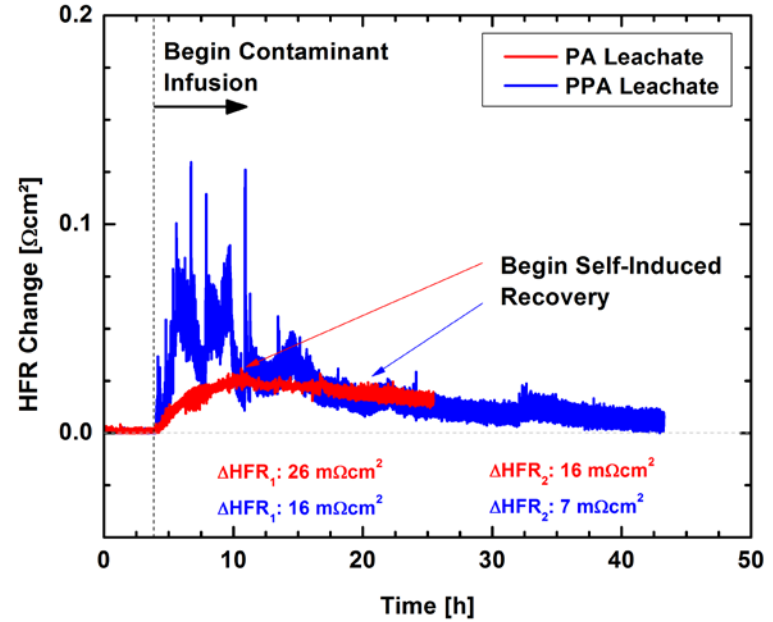 0.2
Begin Contaminant
Infusion
PA Leachate
PPA Leachate
HFR Change [Ωcm²]
0.1
Begin Self-Induced
Recovery
0.0
ΔHFR₁: 26 mΩcm²
ΔHFR₂: 16 mΩcm²
ΔHFR₁: 16 mΩcm²
ΔHFR₂: 7 mΩcm²
0 10 20 30 40 50
Time [h]